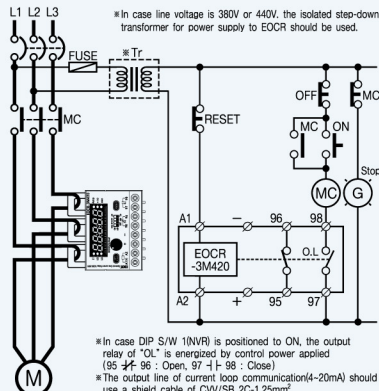 L1 L2 L3
※In case line voltage is 380V or 440V. the isolated step-down
transformer for power supply to EOCR should be used.
※Tr
FUSE
MC
RESET
OFF
MC
MC ON
Stop
MC
G
A1 − 96 98
EOCR
-3M420
O.L
A2 + 95 97
M
※In case DIP S/W 1(NVR) is positioned to ON, the output
relay of "OL" is energized by control power applied
(95 96 : Open, 97 98 : Close)
※The output line of current loop communication(4~20mA) should
use a shield cable of CVV/SB 2C-1.25mm²